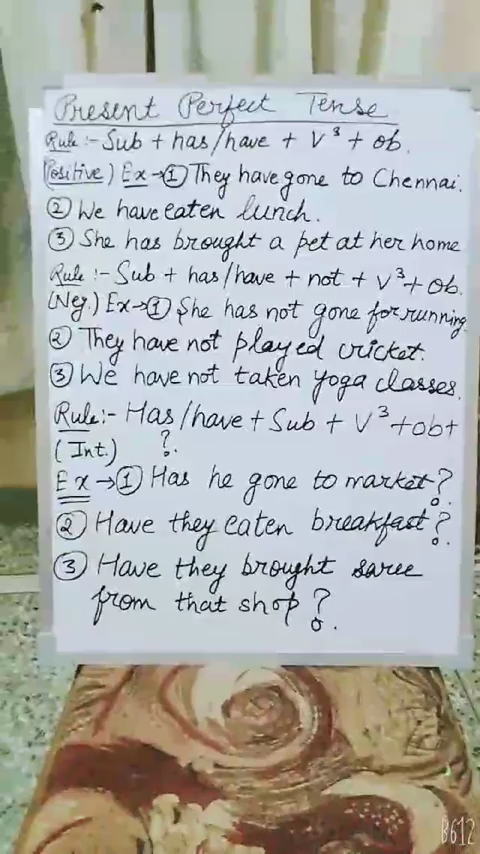 Present Perfect Tense
Rule:- Sub + has/have + V³ + ob.
(Positive) Ex→① They have gone to Chennai.
② We have eaten lunch.
③ She has brought a pet at her home
Rule:- Sub + has/have + not + V³ + Ob.
(Neg.) Ex→① She has not gone for running.
② They have not played cricket.
③ We have not taken yoga classes.
Rule:- Has/have + Sub + V³ + ob +
(Int.) ?
Ex→① Has he gone to market?
② Have they eaten breakfast?
③ Have they brought saree
from that shop?
B612